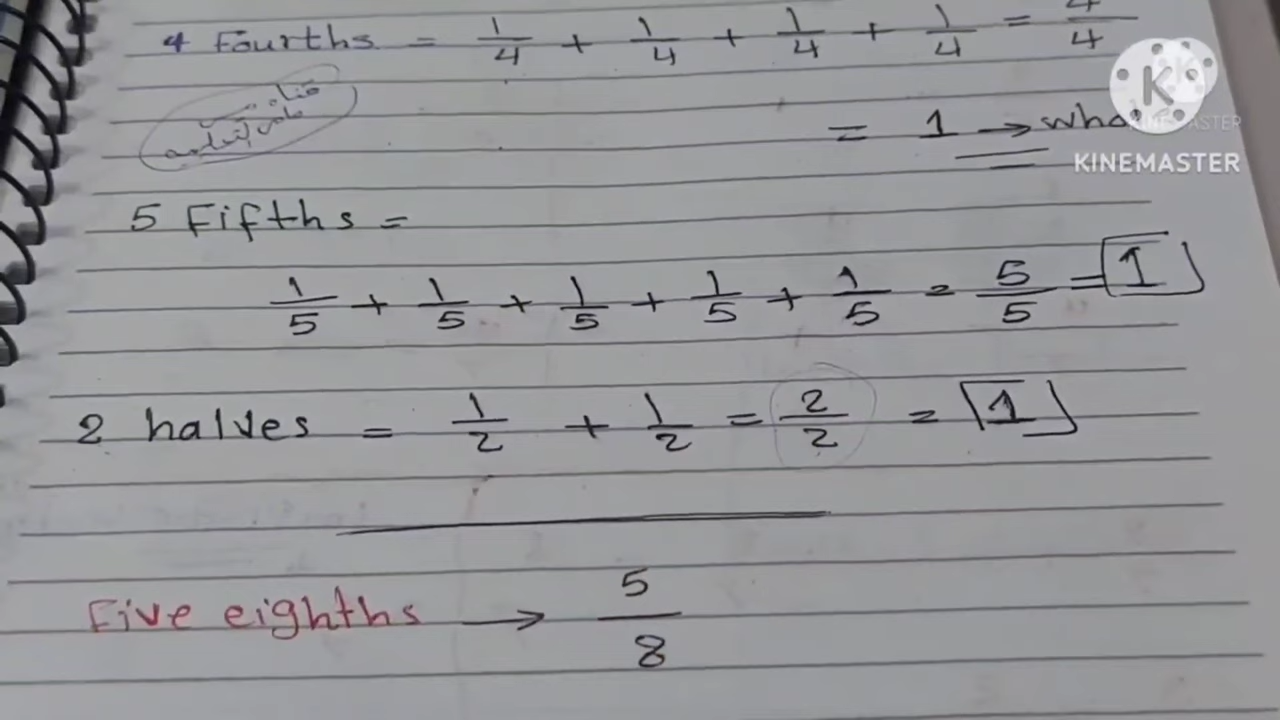 4 Fourths = 1/4 + 1/4 + 1/4 + 1/4 = 4/4
= 1 → who
KINEMASTER
5 Fifths =
1/5 + 1/5 + 1/5 + 1/5 + 1/5 = 5/5 = 1
2 halves = 1/2 + 1/2 = 2/2 = 1
Five eighths → 5/8